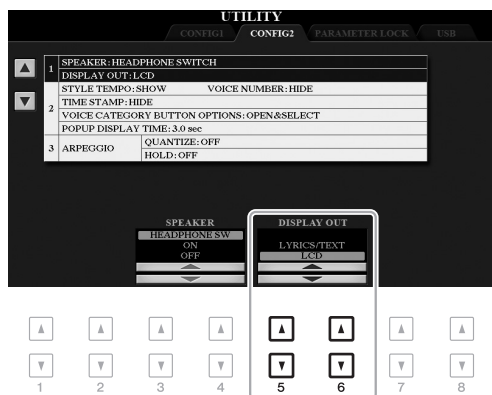 UTILITY
CONFIG1 CONFIG2 PARAMETER LOCK USB
1 SPEAKER:HEADPHONE SWITCH
DISPLAY OUT:LCD
2 STYLE TEMPO:SHOW VOICE NUMBER:HIDE
TIME STAMP:HIDE
VOICE CATEGORY BUTTON OPTIONS:OPEN&SELECT
POPUP DISPLAY TIME:3.0 sec
3 ARPEGGIO QUANTIZE:OFF
HOLD:OFF
SPEAKER DISPLAY OUT
HEADPHONE SW
ON LYRICS/TEXT
OFF LCD
1 2 3 4 5 6 7 8